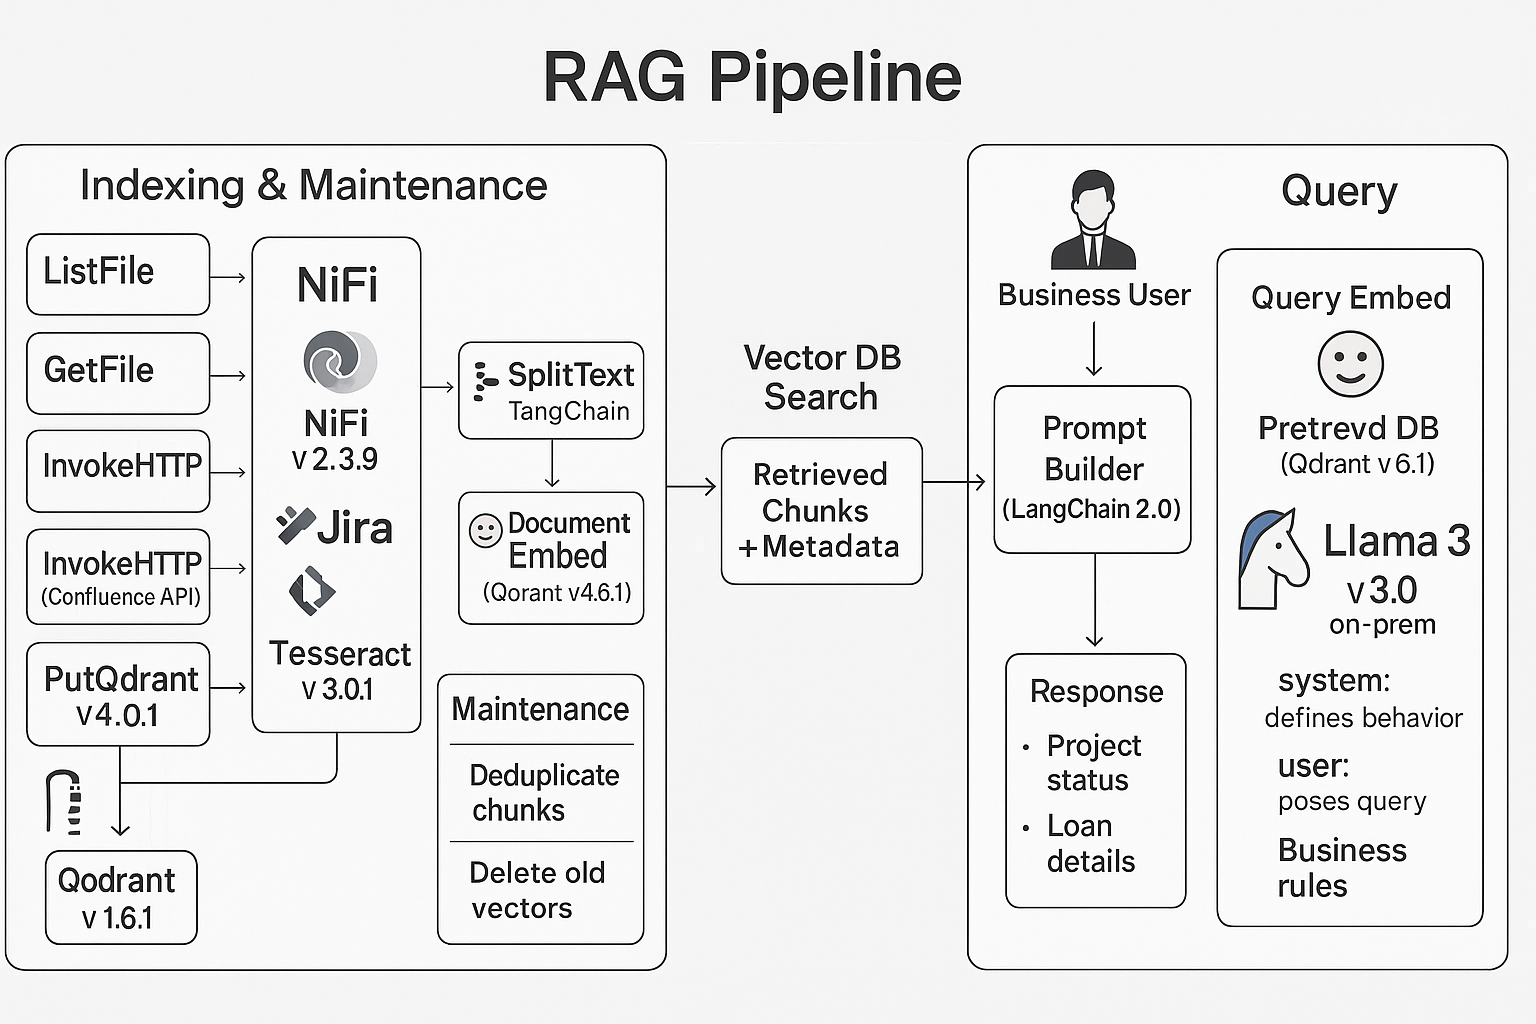 RAG Pipeline
Indexing & Maintenance
ListFile
GetFile
InvokeHTTP
InvokeHTTP
(Confluence API)
PutQdrant
v4.0.1
Qodrant
v 1.6.1
NiFi
NiFi
v 2.3.9
Jira
Tesseract
v 3.0.1
SplitText
TangChain
Document
Embed
(Qorant v4.6.1)
Maintenance
Deduplicate
chunks
Delete old
vectors
Vector DB
Search
Retrieved
Chunks
+ Metadata
Query
Business User
Prompt
Builder
(LangChain 2.0)
Response
• Project
status
• Loan
details
Query Embed
Pretrevd DB
(Qdrant v 6.1)
Llama 3
v 3.0
on-prem
system:
defines behavior
user:
poses query
Business
rules